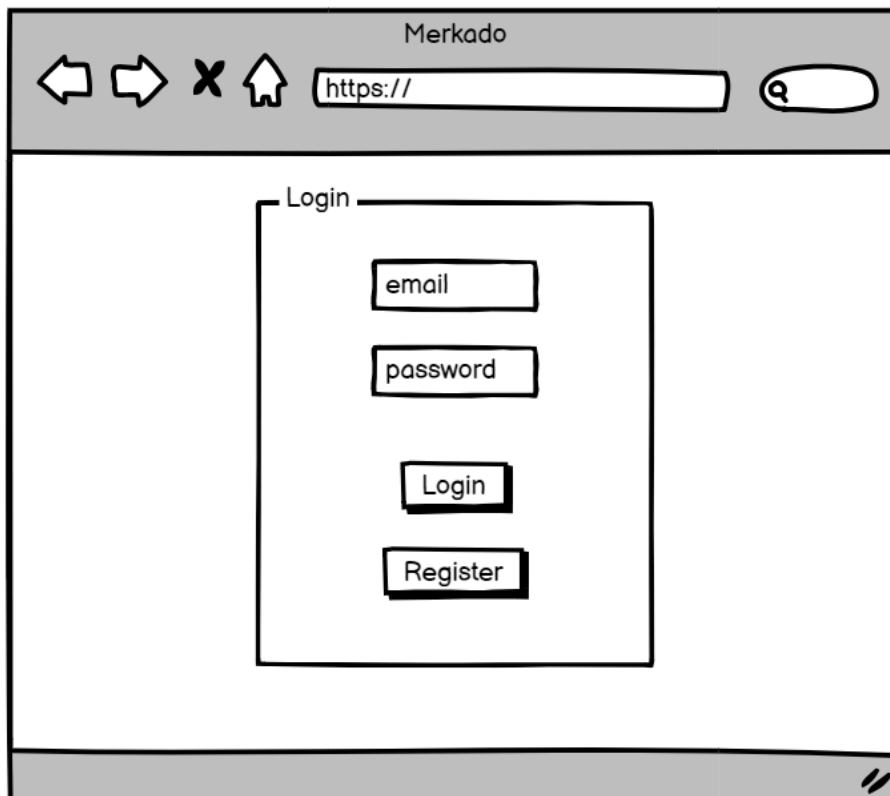 Merkado
https://
Login
email
password
Login
Register